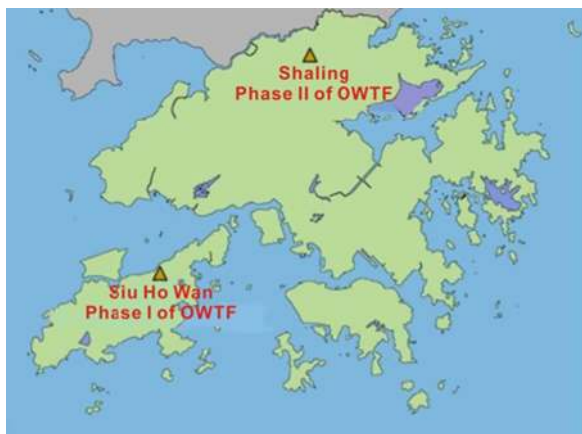 Shaling
Phase II of OWTF
Siu Ho Wan
Phase I of OWTF